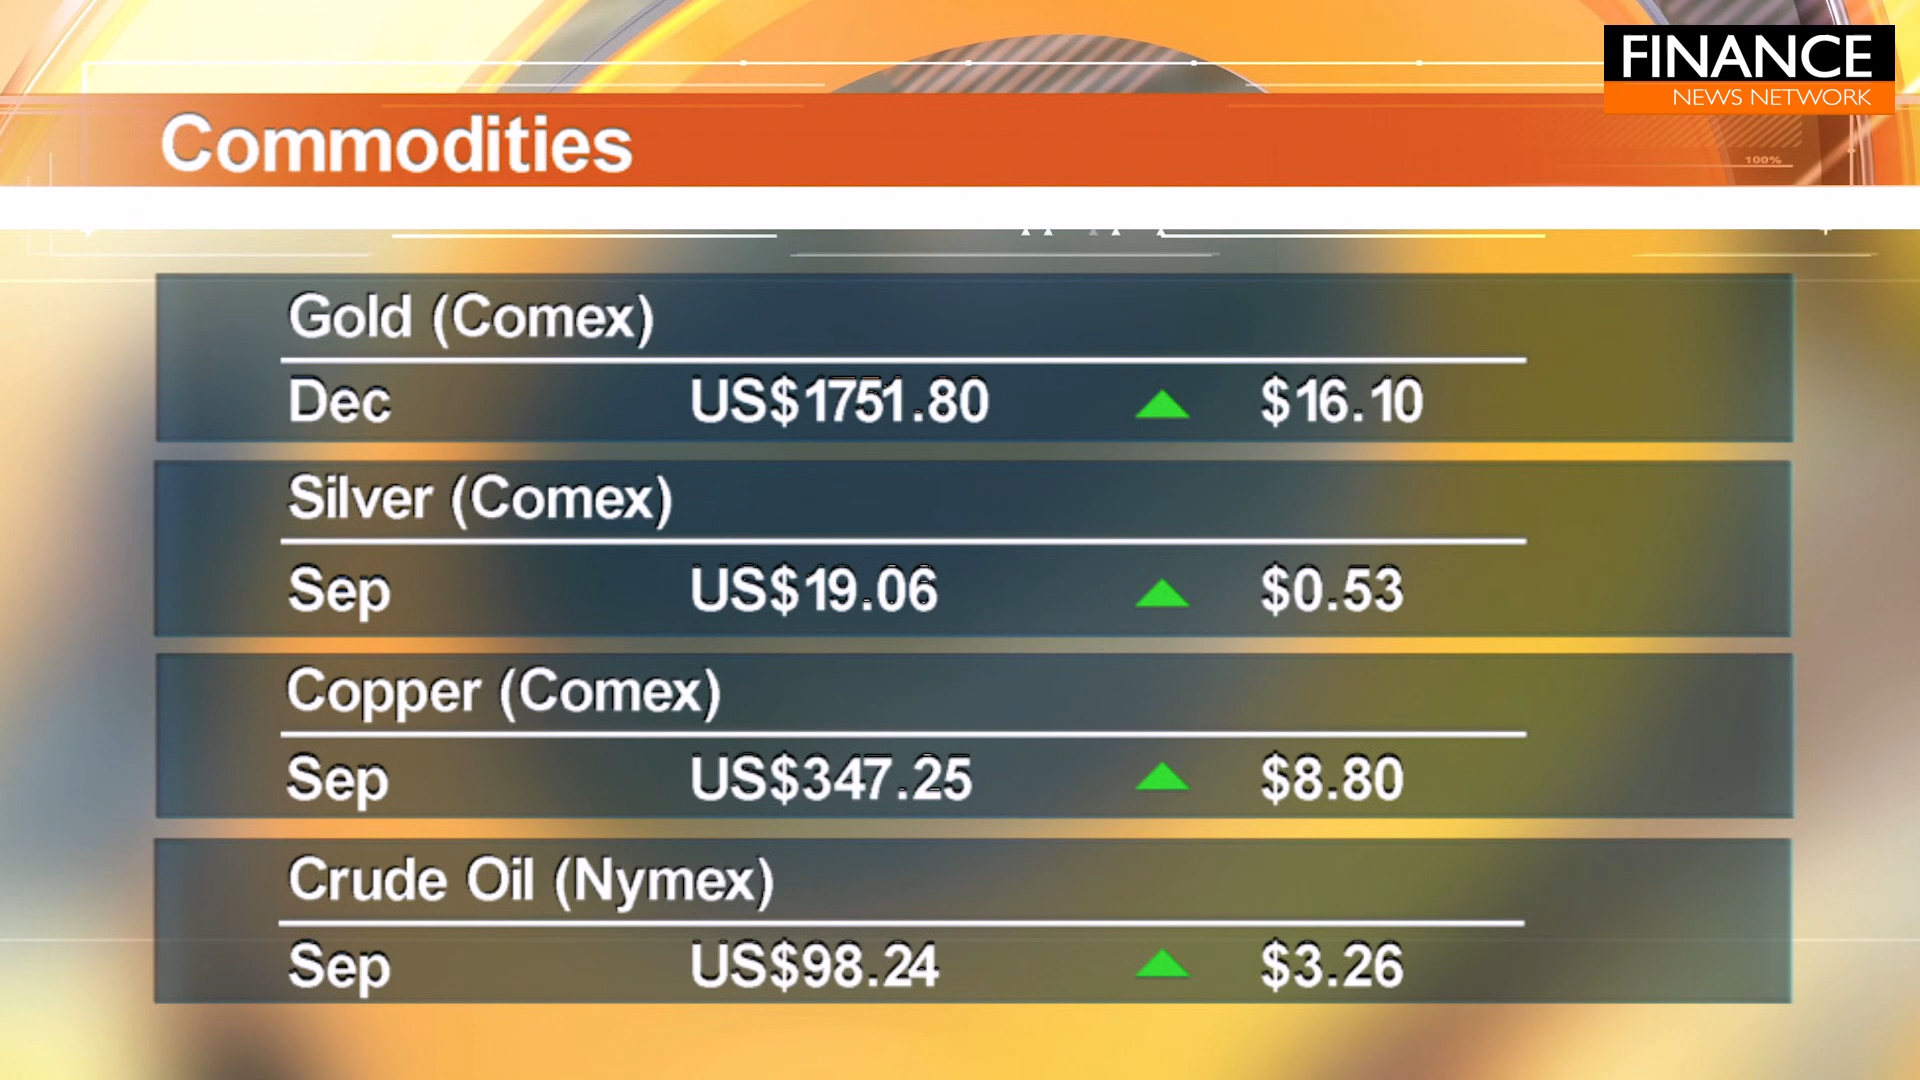 FINANCE
NEWS NETWORK
Commodities
100%
Gold (Comex)
Dec US$1751.80 $16.10
Silver (Comex)
Sep US$19.06 $0.53
Copper (Comex)
Sep US$347.25 $8.80
Crude Oil (Nymex)
Sep US$98.24 $3.26